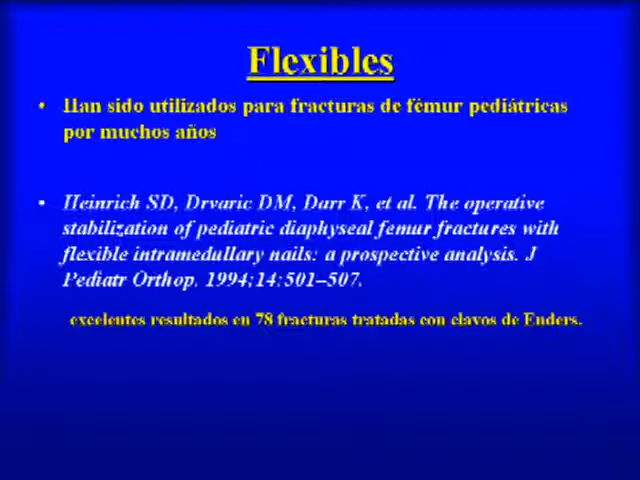 Flexibles
• Han sido utilizados para fracturas de fémur pediátricas
por muchos años
• Heinrich SD, Drvaric DM, Darr K, et al. The operative
stabilization of pediatric diaphyseal femur fractures with
flexible intramedullary nails: a prospective analysis. J
Pediatr Orthop. 1994;14:501–507.
excelentes resultados en 78 fracturas tratadas con clavos de Enders.